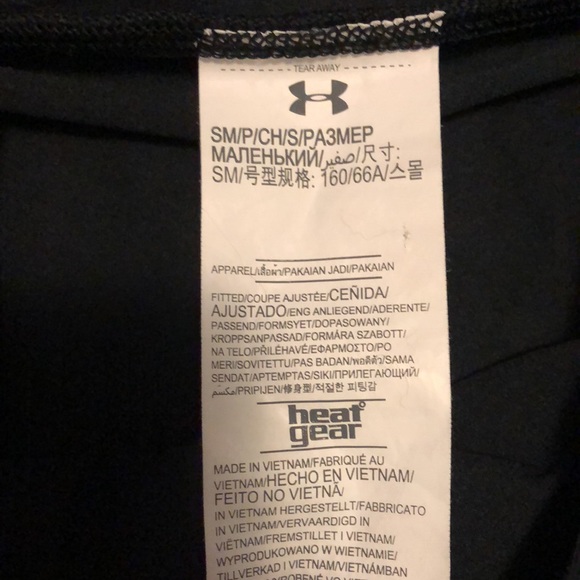 TEAR AWAY
SM/P/CH/S/РАЗМЕР
МАЛЕНЬКИЙ/صغير/尺寸:
SM/号型规格: 160/66A/스몰
APPAREL/เสื้อผ้า/PAKAIAN JADI/PAKAIAN
FITTED/COUPE AJUSTÉE/CEÑIDA/
AJUSTADO/ENG ANLIEGEND/ADERENTE/
PASSEND/FORMSYET/DOPASOWANY/
KROPPSANPASSAD/FORMÁRA SZABOTT/
NA TELO/PŘILÉHAVÉ/ΕΦΑΡΜΟΣΤΟ/PO
MERI/SOVITETTU/PAS BADAN/พอดีตัว/SAMA
SENDAT/APTEMPTAS/SIKI/ПРИЛЕГАЮЩИЙ/
مكسّم/PRIPIJEN/修身型/적절한 피팅감
heat
gear
MADE IN VIETNAM/FABRIQUÉ AU
VIETNAM/HECHO EN VIETNAM/
FEITO NO VIETNÃ/
IN VIETNAM HERGESTELLT/FABBRICATO
IN VIETNAM/VERVAARDIGD IN
VIËTNAM/FREMSTILLET I VIETNAM/
WYPRODUKOWANO W WIETNAMIE/
TILLVERKAD I VIETNAM/VIETNÁMBAN